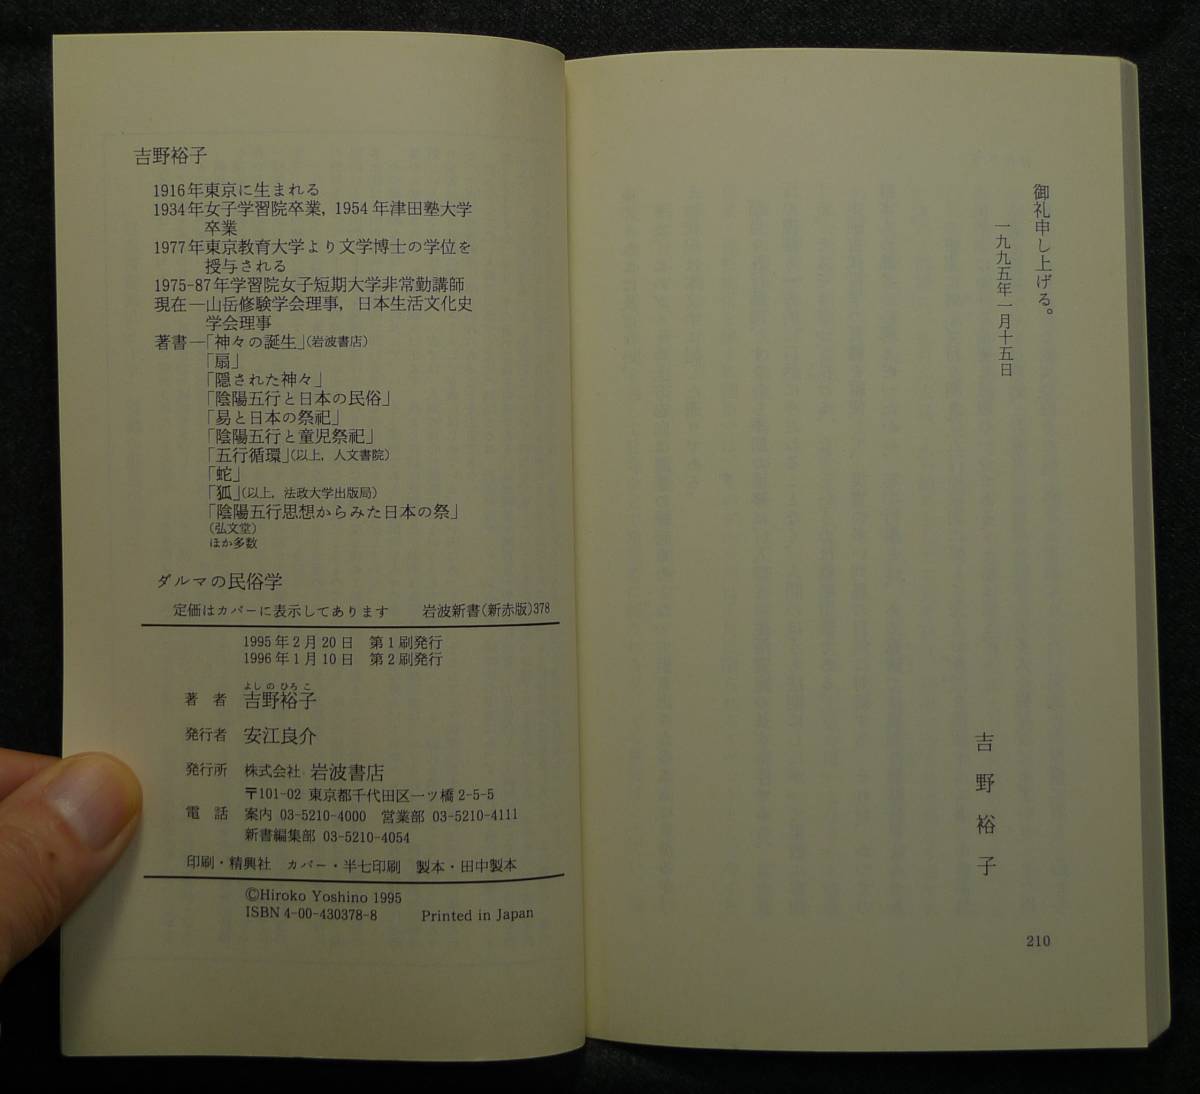 御礼申し上げる。
一九九五年一月十五日
吉野裕子
210
吉野裕子
1916年東京に生まれる
1934年女子学習院卒業，1954年津田塾大学
卒業
1977年東京教育大学より文学博士の学位を
授与される
1975-87年学習院女子短期大学非常勤講師
現在―山岳修験学会理事，日本生活文化史
学会理事
著書―「神々の誕生」(岩波書店)
「扇」
「隠された神々」
「陰陽五行と日本の民俗」
「易と日本の祭祀」
「陰陽五行と童児祭祀」
「五行循環」(以上，人文書院)
「蛇」
「狐」(以上，法政大学出版局)
「陰陽五行思想からみた日本の祭」
(弘文堂)
ほか多数
ダルマの民俗学
定価はカバーに表示してあります 岩波新書(新赤版)378
1995年2月20日 第1刷発行
1996年1月10日 第2刷発行
よしのひろこ
著者 吉野裕子
発行者 安江良介
発行所 株式会社 岩波書店
〒101-02 東京都千代田区一ツ橋2-5-5
電話 案内 03-5210-4000 営業部 03-5210-4111
新書編集部 03-5210-4054
印刷・精興社 カバー・半七印刷 製本・田中製本
©Hiroko Yoshino 1995
ISBN 4-00-430378-8 Printed in Japan